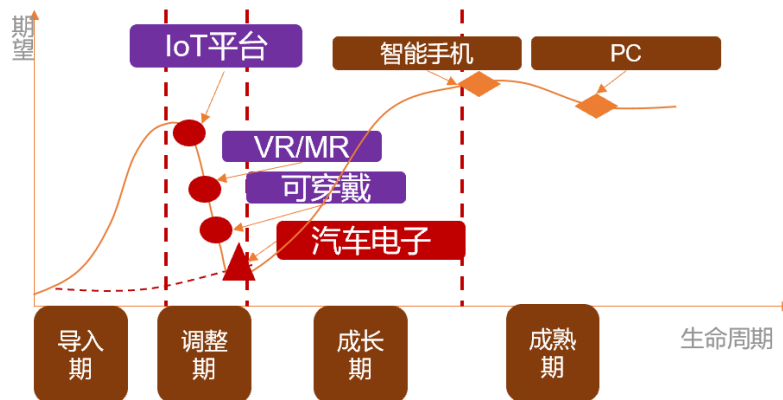 期
望
IoT平台
智能手机
PC
VR/MR
可穿戴
汽车电子
导入
期
调整
期
成长
期
成熟
期
生命周期